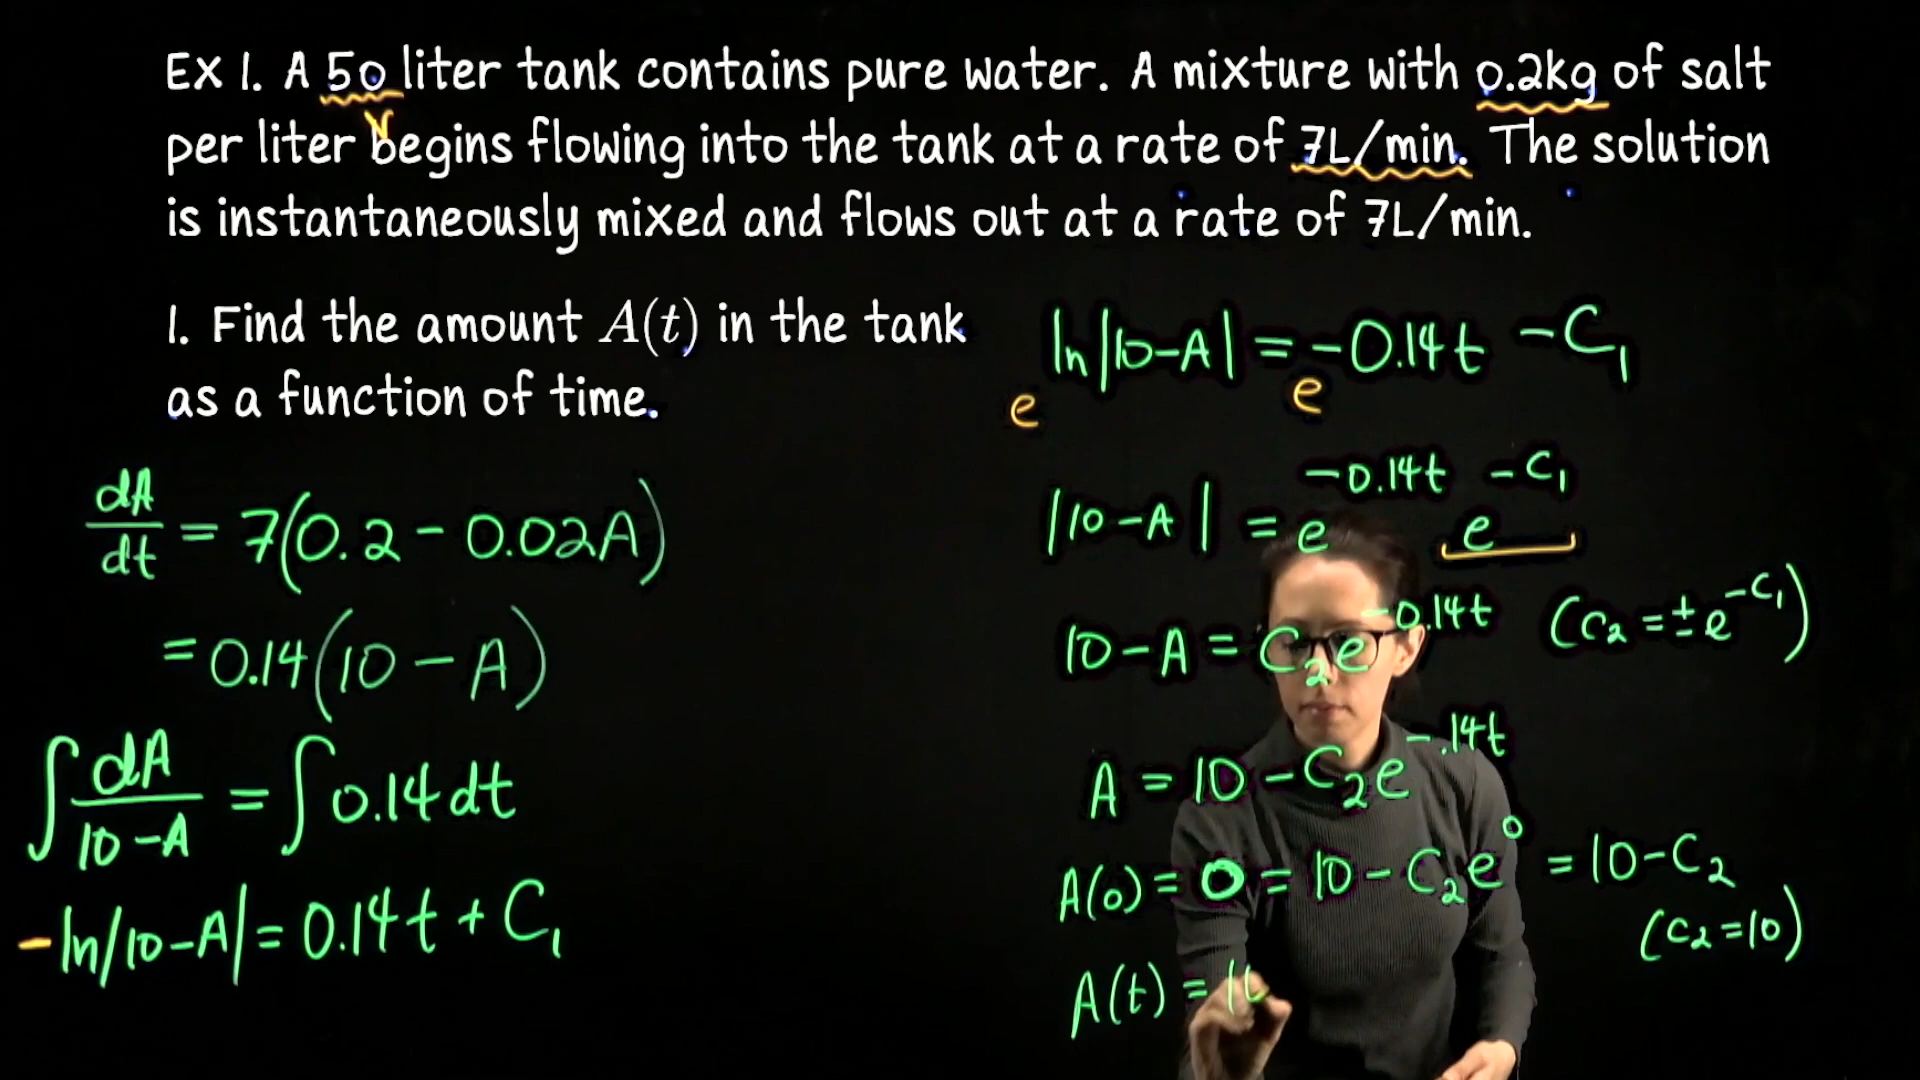 Ex 1. A 50 liter tank contains pure water. A mixture with 0.2kg of salt
per liter begins flowing into the tank at a rate of 7L/min. The solution
is instantaneously mixed and flows out at a rate of 7L/min.
1. Find the amount A(t) in the tank
as a function of time.
dA/dt = 7(0.2 - 0.02A)
= 0.14(10 - A)
∫ dA/(10 - A) = ∫ 0.14 dt
- ln|10 - A| = 0.14t + C₁
ln|10 - A| = -0.14t - C₁
e e
|10 - A| = e^(-0.14t) e^(-C₁)
10 - A = C₂e^(-0.14t) (C₂ = ± e^(-C₁))
A = 10 - C₂e^(-.14t)
A(0) = 0 = 10 - C₂e⁰ = 10 - C₂
(C₂ = 10)
A(t) = 10